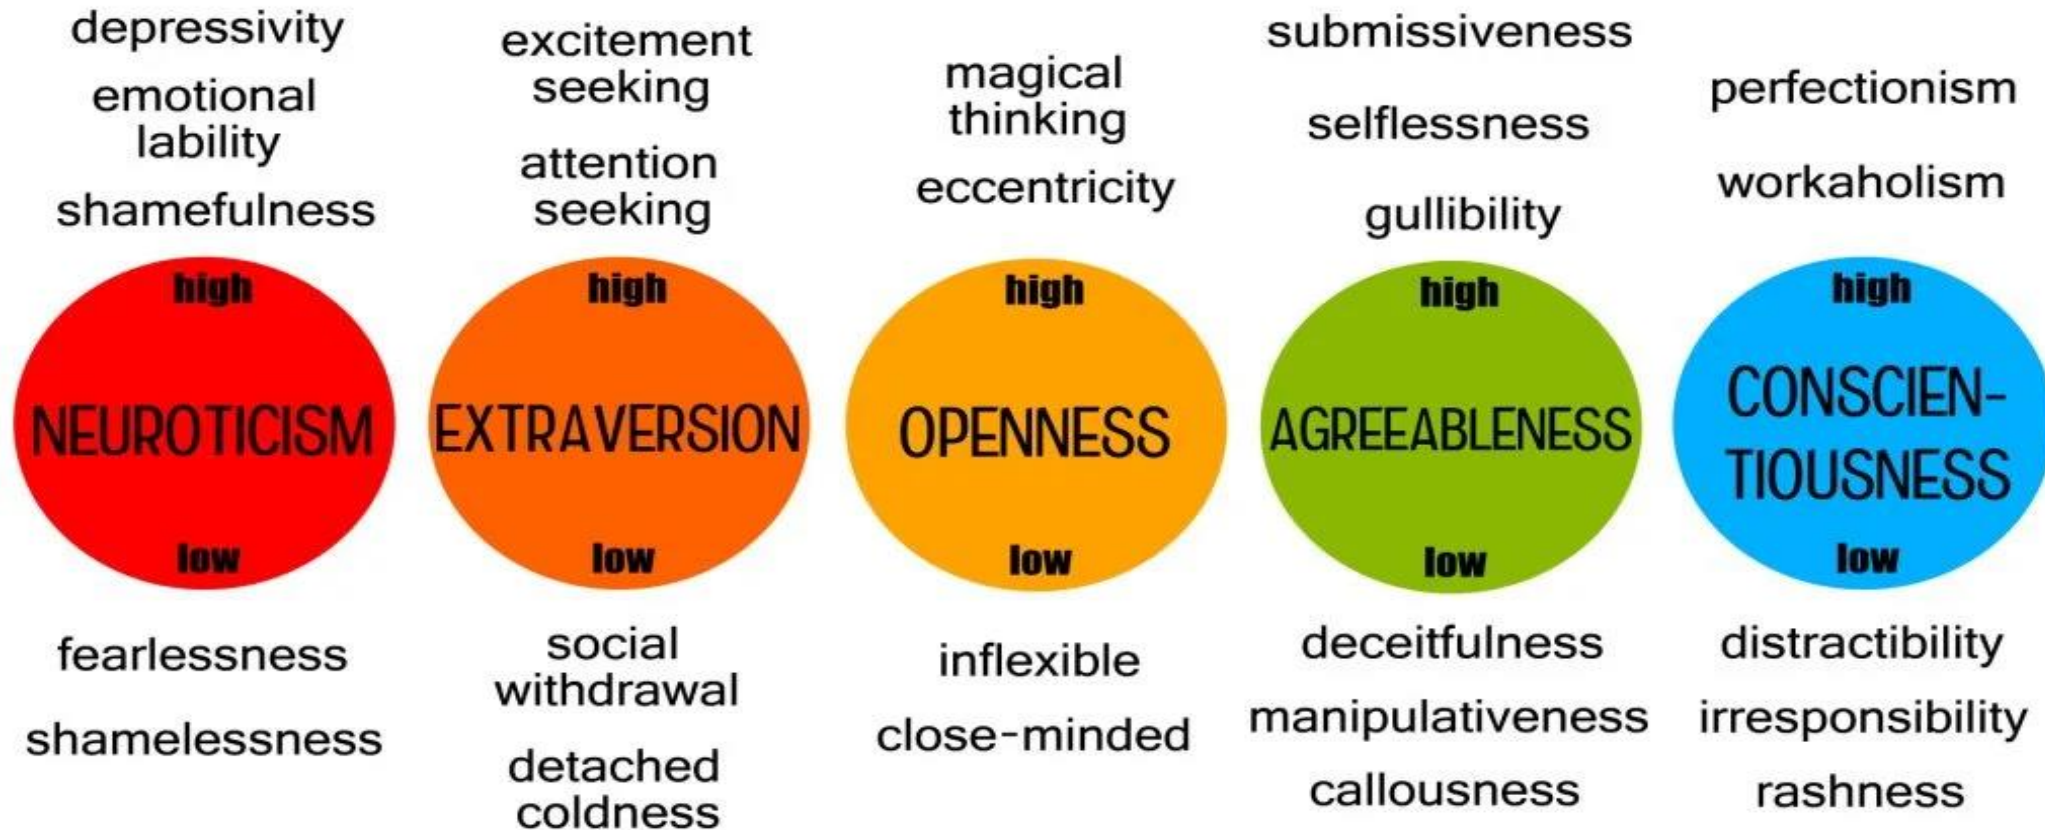 depressivity
emotional
lability
shamefulness
high
NEUROTICISM
low
fearlessness
shamelessness
excitement
seeking
attention
seeking
high
EXTRAVERSION
low
social
withdrawal
detached
coldness
magical
thinking
eccentricity
high
OPENNESS
low
inflexible
close-minded
submissiveness
selflessness
gullibility
high
AGREEABLENESS
low
deceitfulness
manipulativeness
callousness
perfectionism
workaholism
high
CONSCIEN-
TIOUSNESS
low
distractibility
irresponsibility
rashness